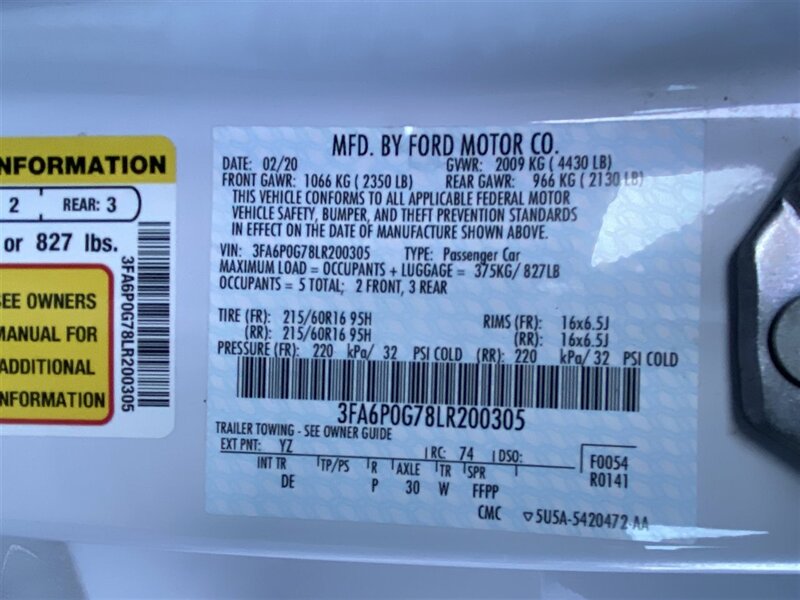 NFORMATION
2 REAR: 3
or 827 lbs.
SEE OWNERS
MANUAL FOR
ADDITIONAL
NFORMATION
3FA6P0G78LR200305
MFD. BY FORD MOTOR CO.
DATE: 02/20 GVWR: 2009 KG ( 4430 LB)
FRONT GAWR: 1066 KG ( 2350 LB) REAR GAWR: 966 KG ( 2130 LB)
THIS VEHICLE CONFORMS TO ALL APPLICABLE FEDERAL MOTOR
VEHICLE SAFETY, BUMPER, AND THEFT PREVENTION STANDARDS
IN EFFECT ON THE DATE OF MANUFACTURE SHOWN ABOVE.
VIN: 3FA6P0G78LR200305 TYPE: Passenger Car
MAXIMUM LOAD = OCCUPANTS + LUGGAGE = 375KG/ 827LB
OCCUPANTS = 5 TOTAL; 2 FRONT, 3 REAR
TIRE (FR): 215/60R16 95H RIMS (FR): 16x6.5J
(RR): 215/60R16 95H (RR): 16x6.5J
PRESSURE (FR): 220 kPa/ 32 PSI COLD (RR): 220 kPa/ 32 PSI COLD
3FA6P0G78LR200305
TRAILER TOWING - SEE OWNER GUIDE
EXT PNT: YZ RC: 74 DSO: F0054
INT TR TP/PS R AXLE TR SPR R0141
DE P 30 W FFPP
CMC ▽5U5A-5420472-AA